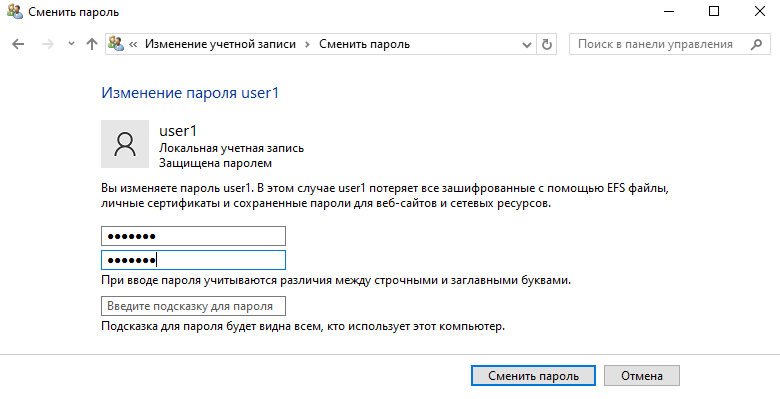 Сменить пароль
Изменение учетной записи
Сменить пароль
Поиск в панели управления
Изменение пароля user1
user1
Локальная учетная запись
Защищена паролем
Вы изменяете пароль user1. В этом случае user1 потеряет все зашифрованные с помощью EFS файлы,
личные сертификаты и сохраненные пароли для веб-сайтов и сетевых ресурсов.
●●●●●●●
●●●●●●●
При вводе пароля учитываются различия между строчными и заглавными буквами.
Введите подсказку для пароля
Подсказка для пароля будет видна всем, кто использует этот компьютер.
Сменить пароль
Отмена